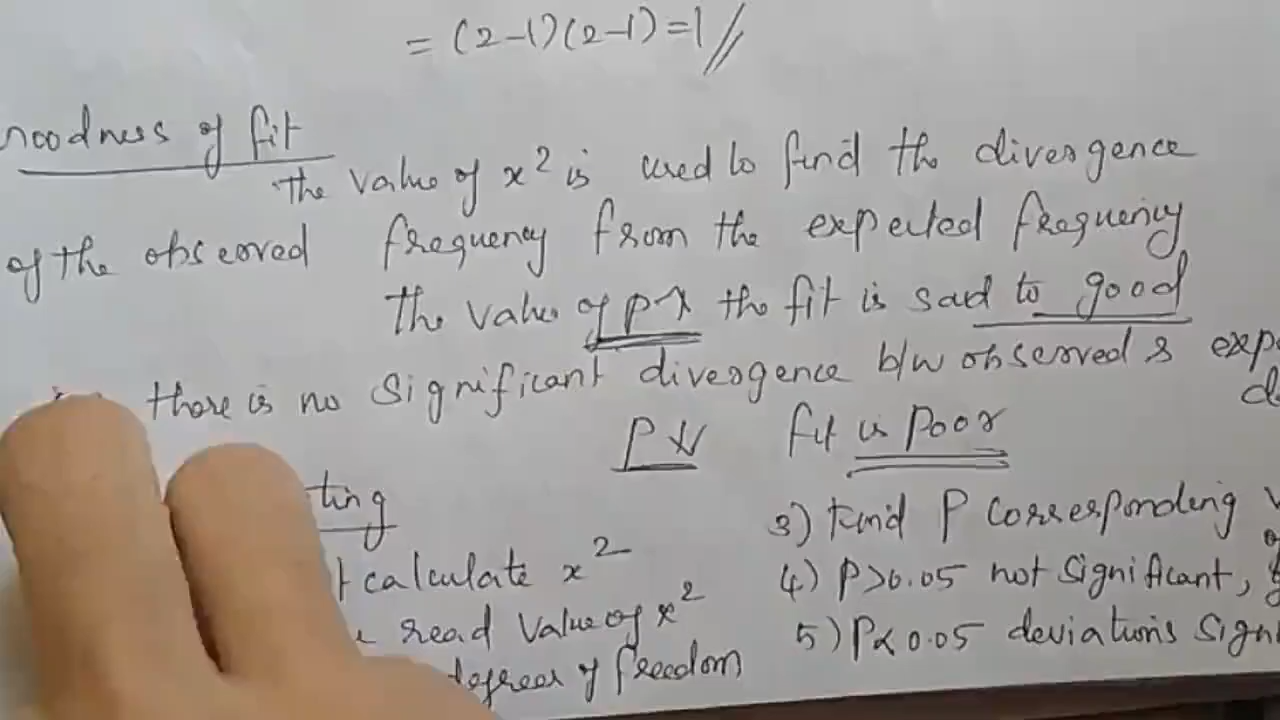 = (2-1)(2-1) = 1 //
noodness of fit
the value of x² is used to find the divergence
of the observed frequency from the expected frequency
the value of P↑ the fit is sad to good
there is no significant divergence b/w observed & exp
P↓ fit is poor
ting
calculate x²
read value of x²
degrees of freedom
3) Find P corresponding
4) P>0.05 not significant,
5) P<0.05 deviations sign